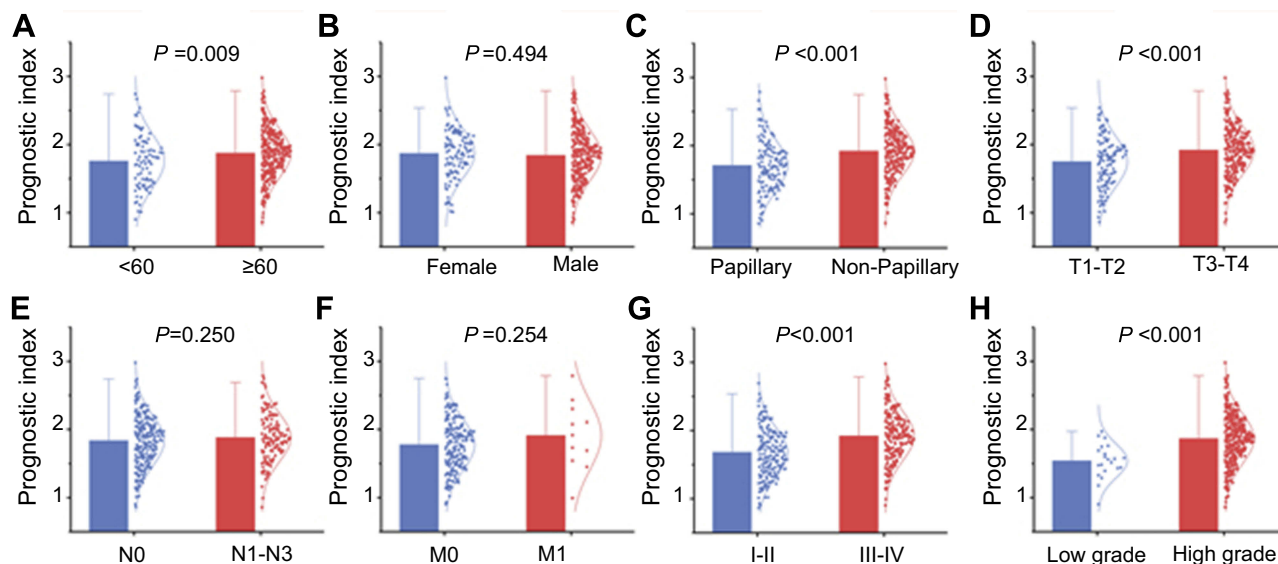 A
P =0.009
Prognostic index
3
2
1
<60
≥60
B
P =0.494
Prognostic index
3
2
1
Female
Male
C
P <0.001
Prognostic index
3
2
1
Papillary
Non-Papillary
D
P <0.001
Prognostic index
3
2
1
T1-T2
T3-T4
E
P=0.250
Prognostic index
3
2
1
N0
N1-N3
F
P =0.254
Prognostic index
3
2
1
M0
M1
G
P<0.001
Prognostic index
3
2
1
I-II
III-IV
H
P <0.001
Prognostic index
3
2
1
Low grade
High grade